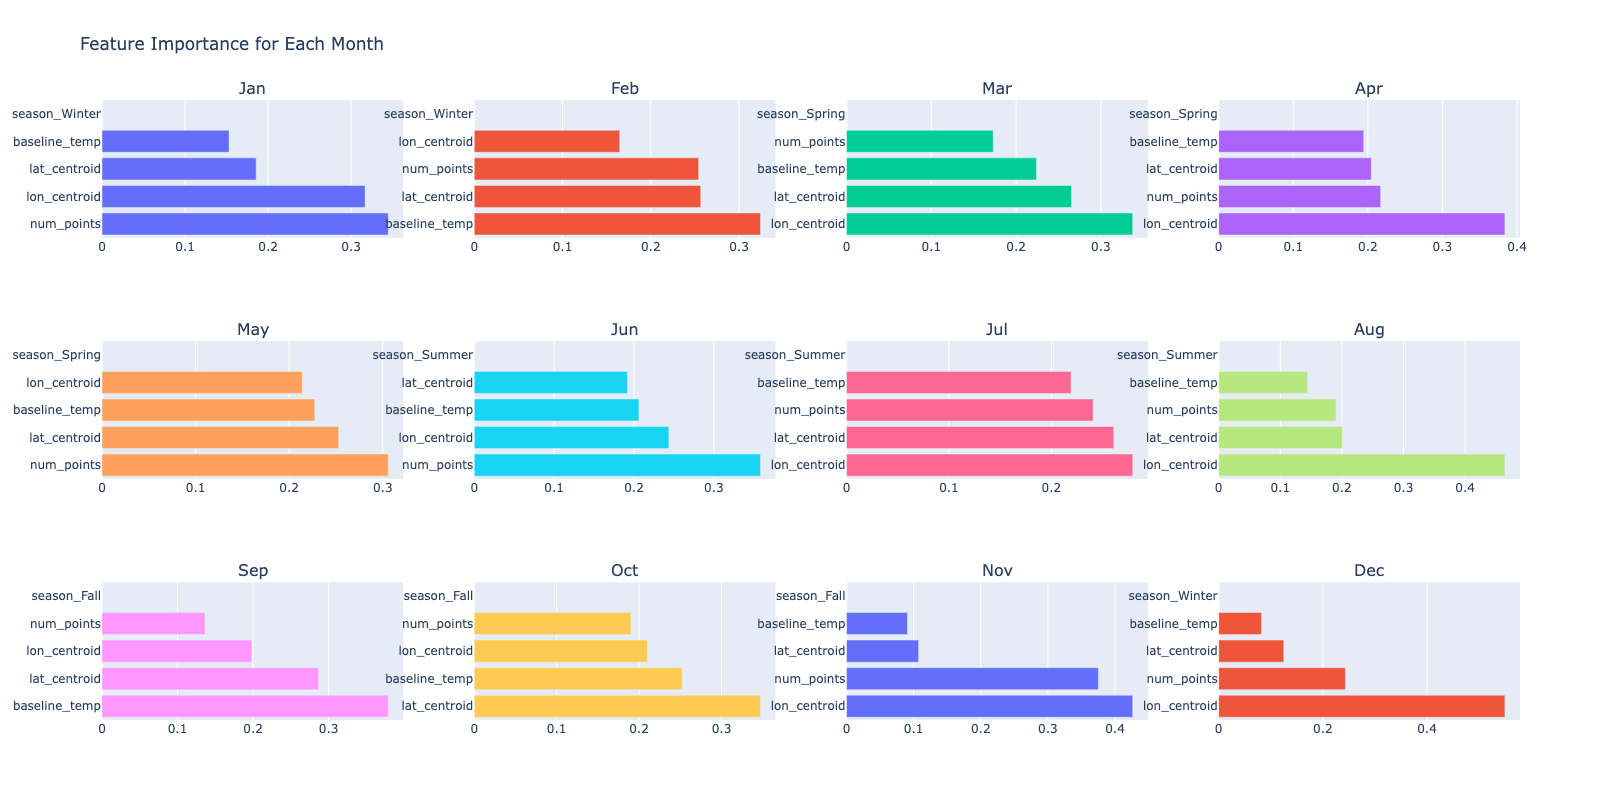 Feature Importance for Each Month
Jan
season_Winter
baseline_temp
lat_centroid
lon_centroid
num_points
0 0.1 0.2 0.3
Feb
season_Winter
lon_centroid
num_points
lat_centroid
baseline_temp
0 0.1 0.2 0.3
Mar
season_Spring
num_points
baseline_temp
lat_centroid
lon_centroid
0 0.1 0.2 0.3
Apr
season_Spring
baseline_temp
lat_centroid
num_points
lon_centroid
0 0.1 0.2 0.3 0.4
May
season_Spring
lon_centroid
baseline_temp
lat_centroid
num_points
0 0.1 0.2 0.3
Jun
season_Summer
lat_centroid
baseline_temp
lon_centroid
num_points
0 0.1 0.2 0.3
Jul
season_Summer
baseline_temp
num_points
lat_centroid
lon_centroid
0 0.1 0.2
Aug
season_Summer
baseline_temp
num_points
lat_centroid
lon_centroid
0 0.1 0.2 0.3 0.4
Sep
season_Fall
num_points
lon_centroid
lat_centroid
baseline_temp
0 0.1 0.2 0.3
Oct
season_Fall
num_points
lon_centroid
baseline_temp
lat_centroid
0 0.1 0.2 0.3
Nov
season_Fall
baseline_temp
lat_centroid
num_points
lon_centroid
0 0.1 0.2 0.3 0.4
Dec
season_Winter
baseline_temp
lat_centroid
num_points
lon_centroid
0 0.2 0.4